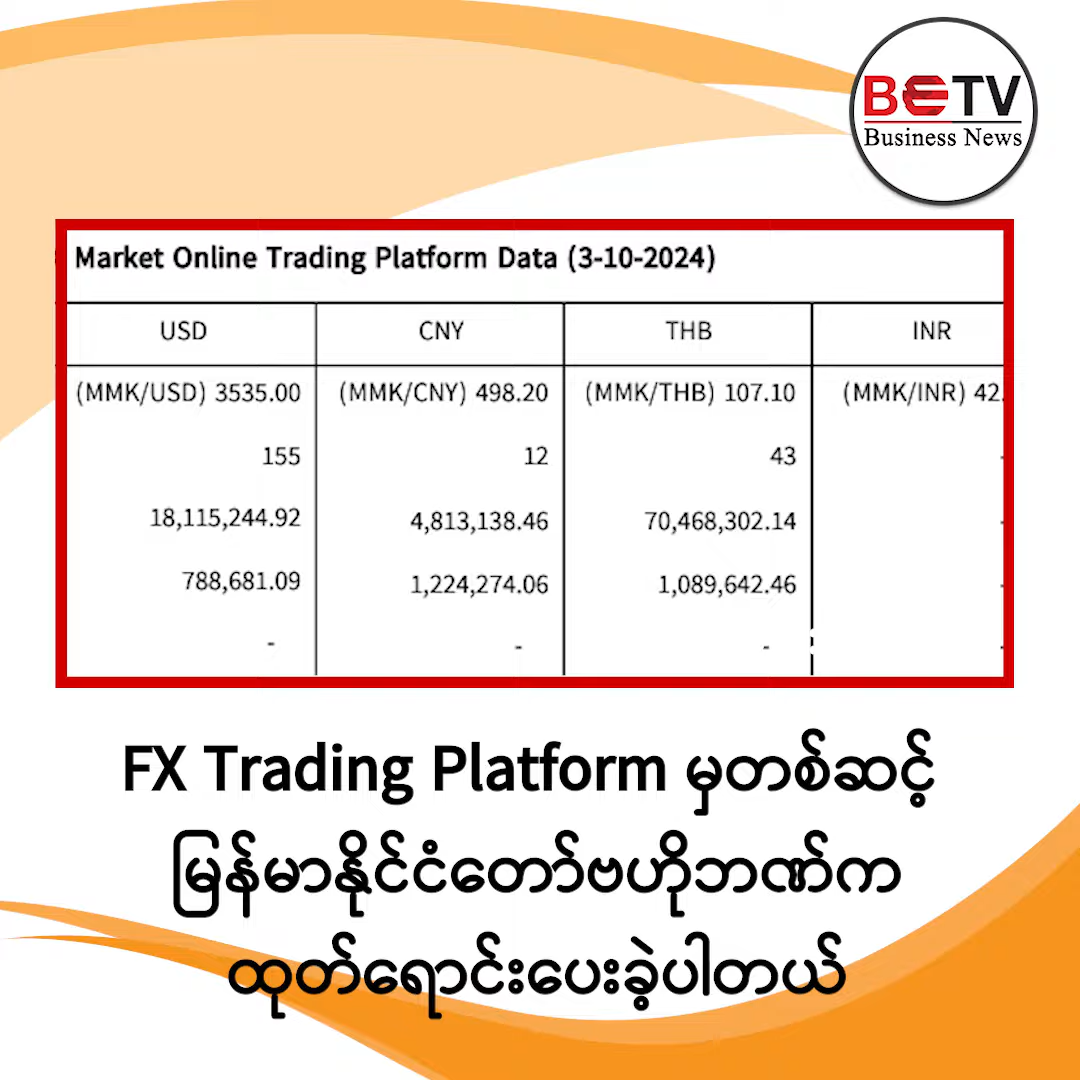 BETV
Business News
Market Online Trading Platform Data (3-10-2024)
USD CNY THB INR
(MMK/USD) 3535.00 (MMK/CNY) 498.20 (MMK/THB) 107.10 (MMK/INR) 42.
155 12 43 -
18,115,244.92 4,813,138.46 70,468,302.14 -
788,681.09 1,224,274.06 1,089,642.46 -
- - - -
FX Trading Platform မှတစ်ဆင့်
မြန်မာနိုင်ငံတော်ဗဟိုဘဏ်က
ထုတ်ရောင်းပေးခဲ့ပါတယ်